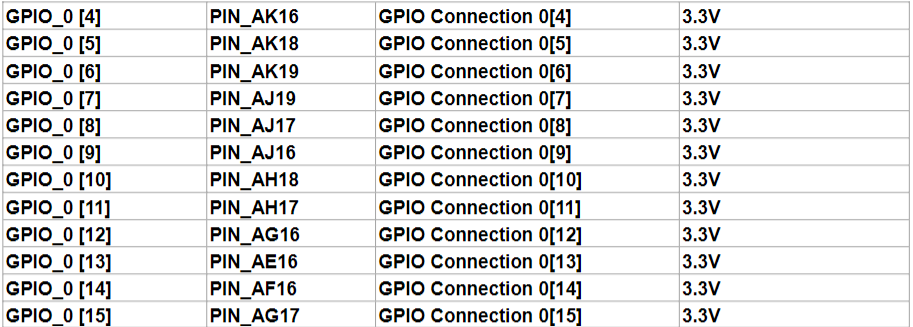 GPIO_0 [4] PIN_AK16 GPIO Connection 0[4] 3.3V
GPIO_0 [5] PIN_AK18 GPIO Connection 0[5] 3.3V
GPIO_0 [6] PIN_AK19 GPIO Connection 0[6] 3.3V
GPIO_0 [7] PIN_AJ19 GPIO Connection 0[7] 3.3V
GPIO_0 [8] PIN_AJ17 GPIO Connection 0[8] 3.3V
GPIO_0 [9] PIN_AJ16 GPIO Connection 0[9] 3.3V
GPIO_0 [10] PIN_AH18 GPIO Connection 0[10] 3.3V
GPIO_0 [11] PIN_AH17 GPIO Connection 0[11] 3.3V
GPIO_0 [12] PIN_AG16 GPIO Connection 0[12] 3.3V
GPIO_0 [13] PIN_AE16 GPIO Connection 0[13] 3.3V
GPIO_0 [14] PIN_AF16 GPIO Connection 0[14] 3.3V
GPIO_0 [15] PIN_AG17 GPIO Connection 0[15] 3.3V